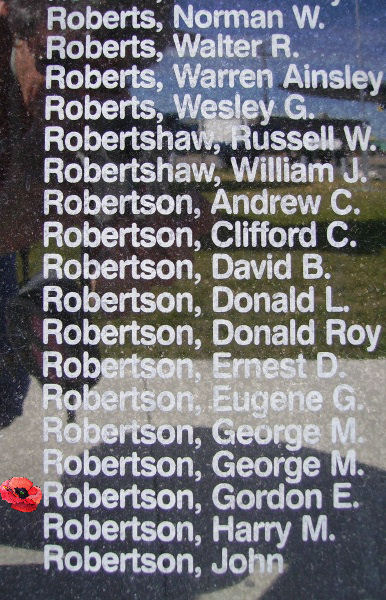 Roberts, Norman W.
Roberts, Walter R.
Roberts, Warren Ainsley
Roberts, Wesley G.
Robertshaw, Russell W.
Robertshaw, William J.
Robertson, Andrew C.
Robertson, Clifford C.
Robertson, David B.
Robertson, Donald L.
Robertson, Donald Roy
Robertson, Ernest D.
Robertson, Eugene G.
Robertson, George M.
Robertson, George M.
Robertson, Gordon E.
Robertson, Harry M.
Robertson, John